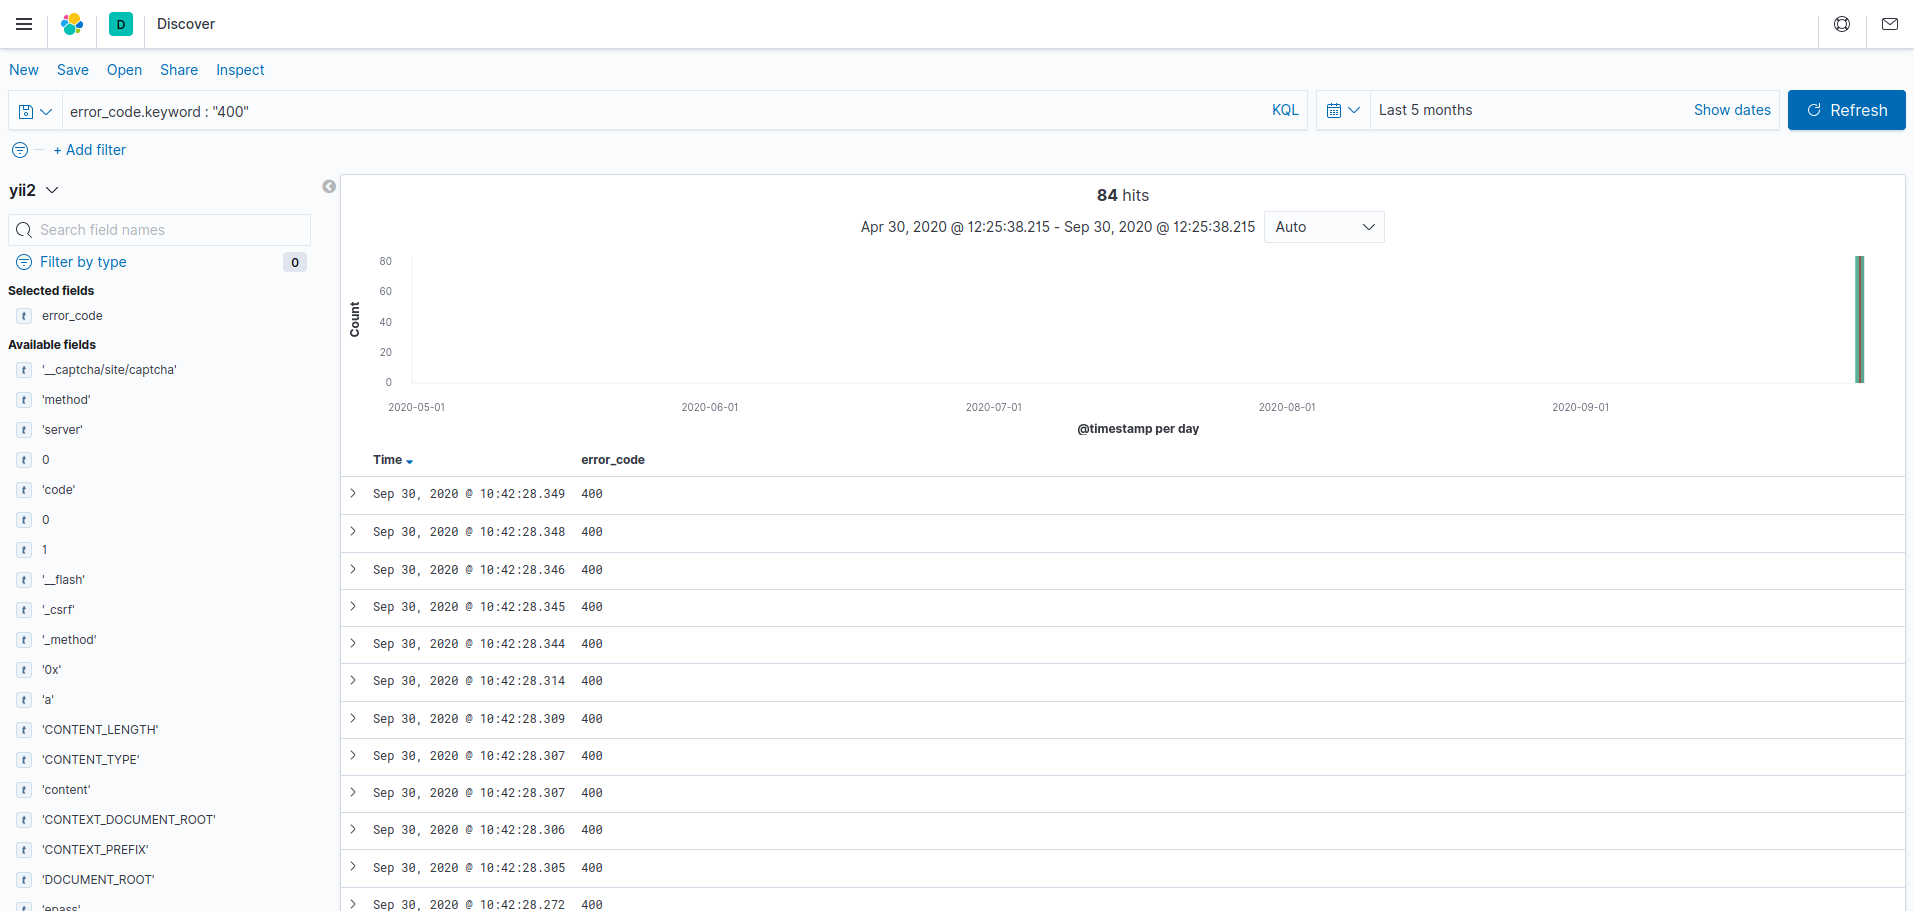 D Discover
New Save Open Share Inspect
error_code.keyword : "400" KQL Last 5 months Show dates Refresh
+ Add filter
yii2
Search field names
Filter by type 0
Selected fields
t error_code
Available fields
t '__captcha/site/captcha'
t 'method'
t 'server'
t 0
t 'code'
t 0
t 1
t '__flash'
t '_csrf'
t '_method'
t '0x'
t 'a'
t 'CONTENT_LENGTH'
t 'CONTENT_TYPE'
t 'content'
t 'CONTEXT_DOCUMENT_ROOT'
t 'CONTEXT_PREFIX'
t 'DOCUMENT_ROOT'
t 'epass'
84 hits
Apr 30, 2020 @ 12:25:38.215 - Sep 30, 2020 @ 12:25:38.215 Auto
Count
80
60
40
20
0
2020-05-01 2020-06-01 2020-07-01 2020-08-01 2020-09-01
@timestamp per day
Time error_code
Sep 30, 2020 @ 10:42:28.349 400
Sep 30, 2020 @ 10:42:28.348 400
Sep 30, 2020 @ 10:42:28.346 400
Sep 30, 2020 @ 10:42:28.345 400
Sep 30, 2020 @ 10:42:28.344 400
Sep 30, 2020 @ 10:42:28.314 400
Sep 30, 2020 @ 10:42:28.309 400
Sep 30, 2020 @ 10:42:28.307 400
Sep 30, 2020 @ 10:42:28.307 400
Sep 30, 2020 @ 10:42:28.306 400
Sep 30, 2020 @ 10:42:28.305 400
Sep 30, 2020 @ 10:42:28.272 400